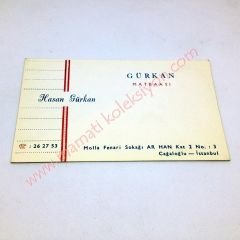 GÜRKAN
MATBAASI
Hasan Gürkan
☎ : 26 27 53
Molla Fenari Sokağı AR HAN Kat 2 No. : 3
Cağaloğlu — İstanbul